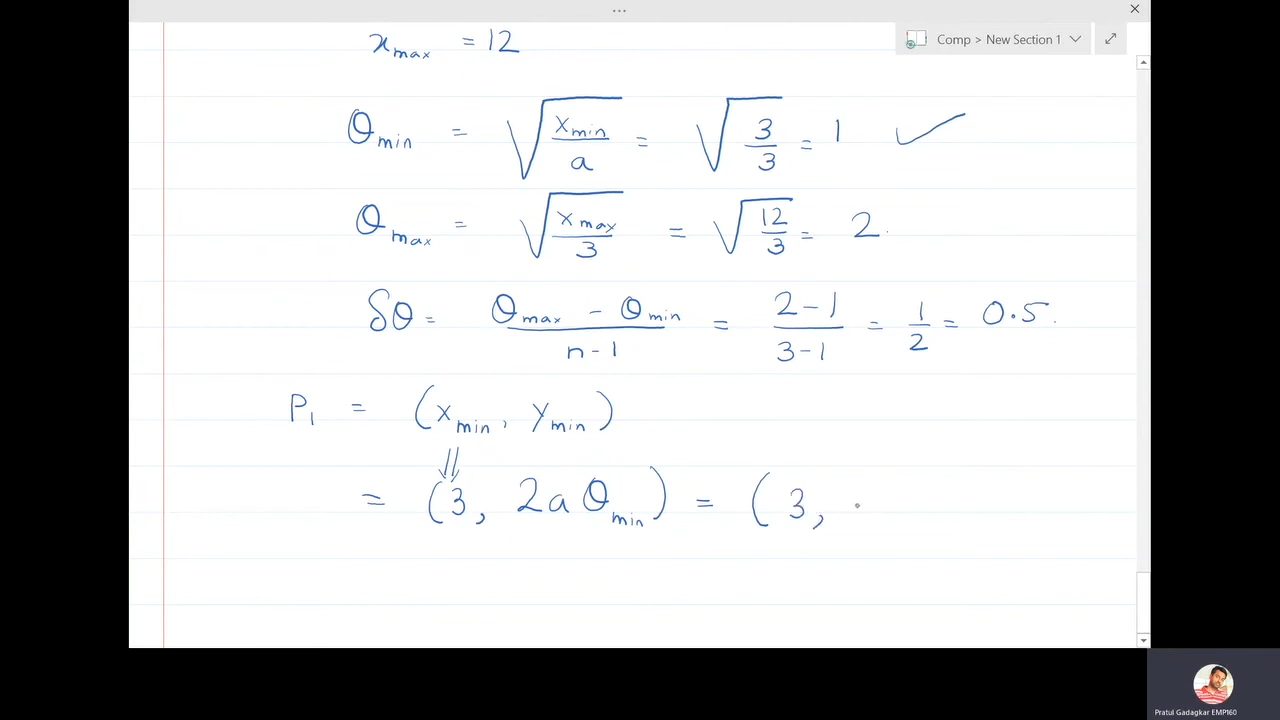 Comp > New Section 1
x_max = 12
θ_min = √(x_min/a) = √(3/3) = 1 ✓
θ_max = √(x_max/3) = √(12/3) = 2.
δθ = (θ_max - θ_min)/(n-1) = (2-1)/(3-1) = 1/2 = 0.5.
P_1 = (x_min, y_min)
= (3, 2aθ_min) = (3,
Pratul Gadagkar EMP160